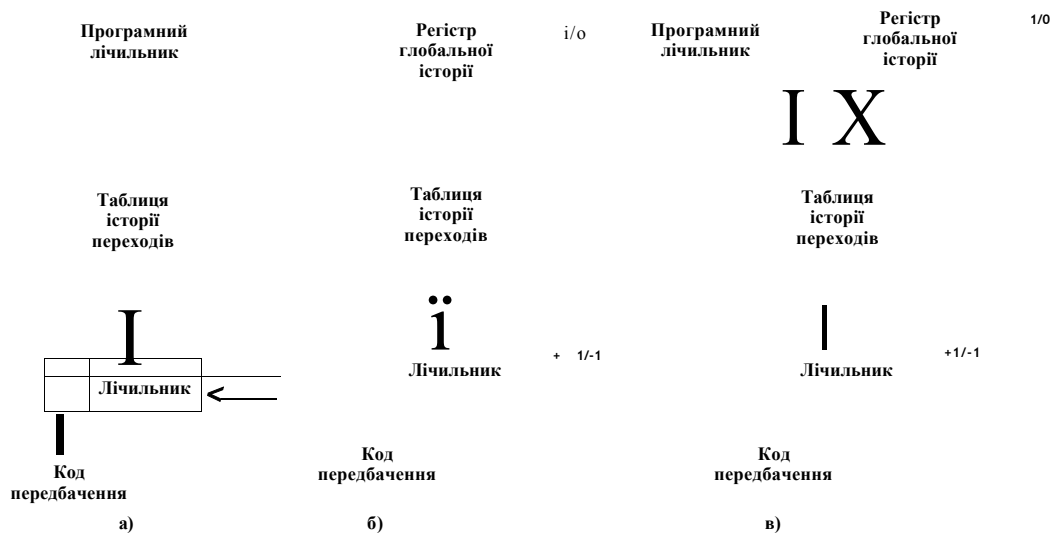 Програмний
лічильник
Таблиця
історії
переходів
І
Лічильник
Код
передбачення
а)
Регістр
глобальної
історії
i/o
Таблиця
історії
переходів
ї
Лічильник
+ 1/-1
Код
передбачення
б)
Програмний
лічильник
Регістр
глобальної
історії
1/0
I X
Таблиця
історії
переходів
Лічильник
+1/-1
Код
передбачення
в)